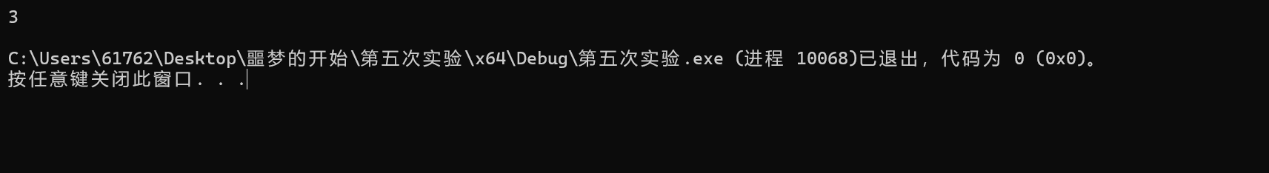 3
C:\Users\61762\Desktop\噩梦的开始\第五次实验\x64\Debug\第五次实验.exe (进程 10068)已退出，代码为 0 (0x0)。
按任意键关闭此窗口. . .